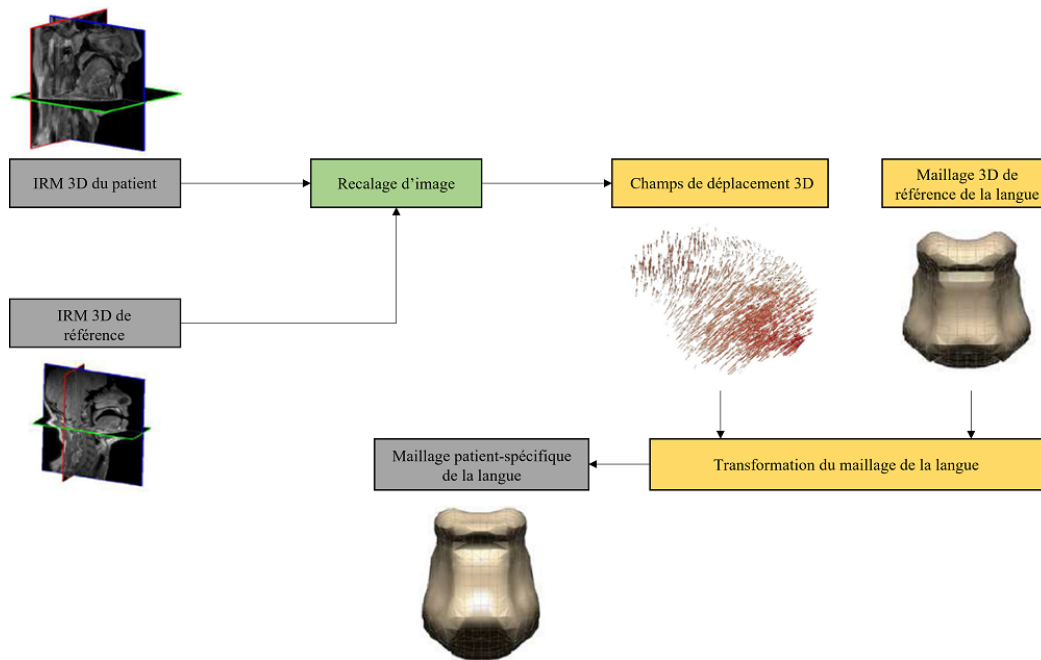 IRM 3D du patient
Recalage d’image
Champs de déplacement 3D
Maillage 3D de
référence de la langue
IRM 3D de
référence
Maillage patient-spécifique
de la langue
Transformation du maillage de la langue